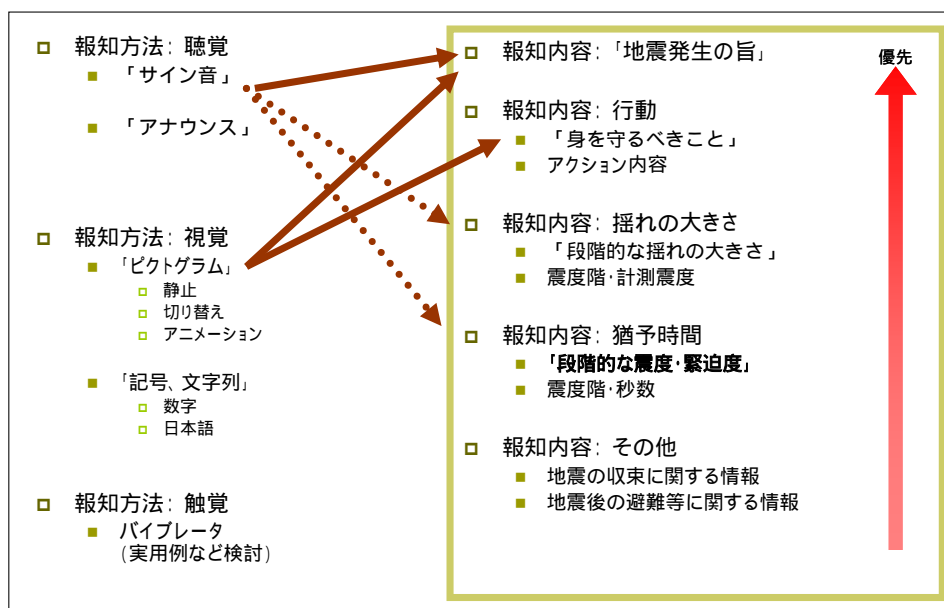 報知方法: 聴覚
「サイン音」
「アナウンス」
報知方法: 視覚
「ピクトグラム」
静止
切り替え
アニメーション
「記号、文字列」
数字
日本語
報知方法: 触覚
バイブレータ
(実用例など検討)
報知内容: 「地震発生の旨」
報知内容: 行動
「身を守るべきこと」
アクション内容
報知内容: 揺れの大きさ
「段階的な揺れの大きさ」
震度階・計測震度
報知内容: 猶予時間
「段階的な震度・緊迫度」
震度階・秒数
報知内容: その他
地震の収束に関する情報
地震後の避難等に関する情報
優先